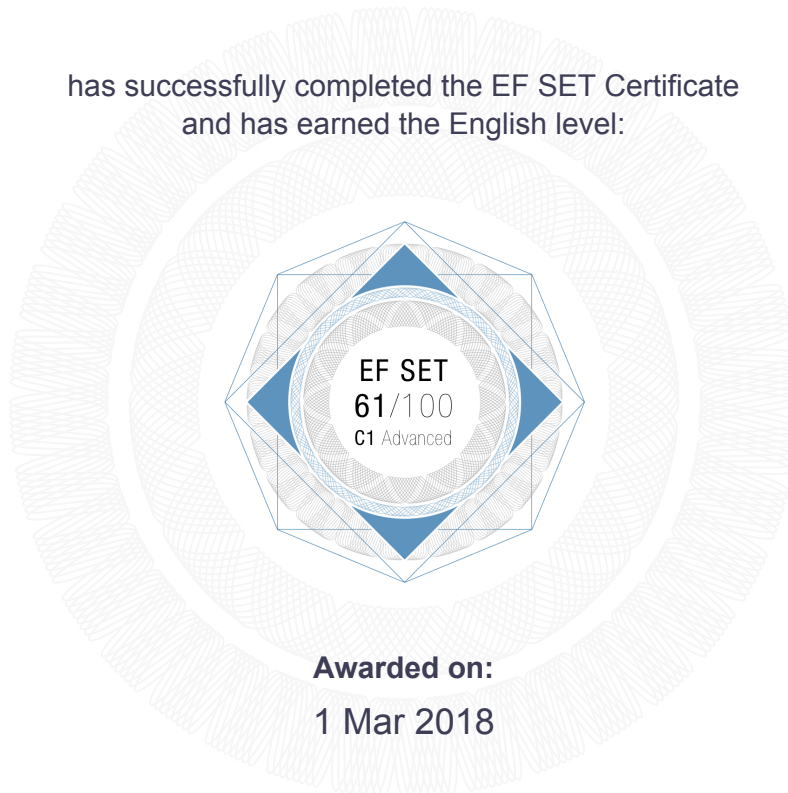 has successfully completed the EF SET Certificate
and has earned the English level:
EF SET
61/100
C1 Advanced
Awarded on:
1 Mar 2018